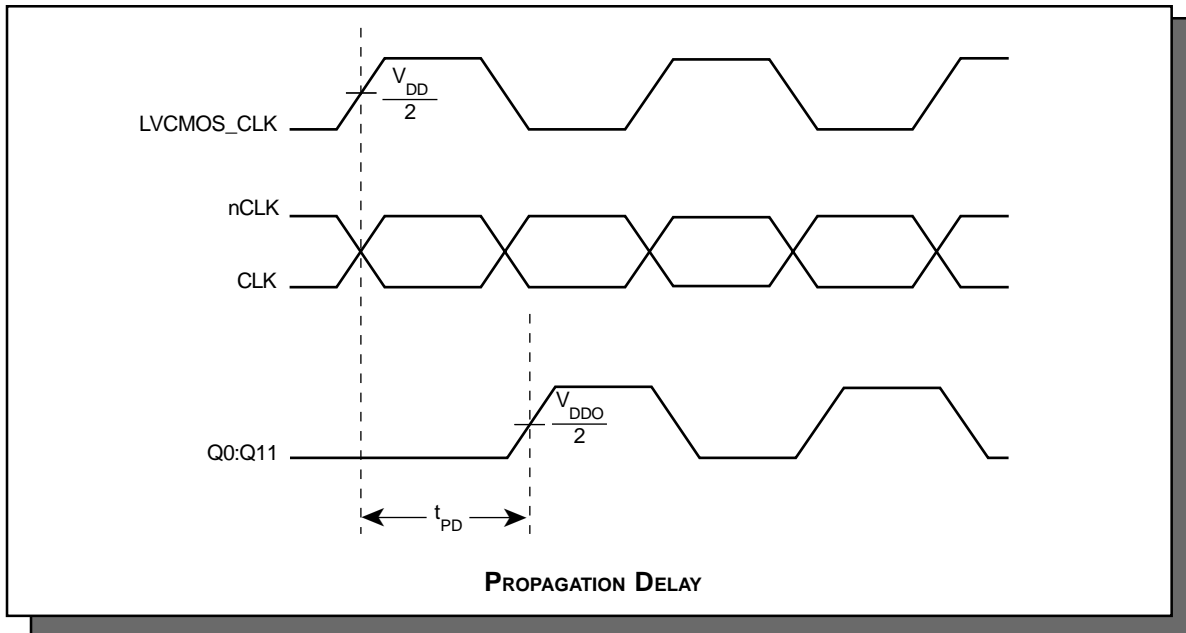 V_DD
2
LVCMOS_CLK
nCLK
CLK
V_DDO
2
Q0:Q11
t_PD
PROPAGATION DELAY